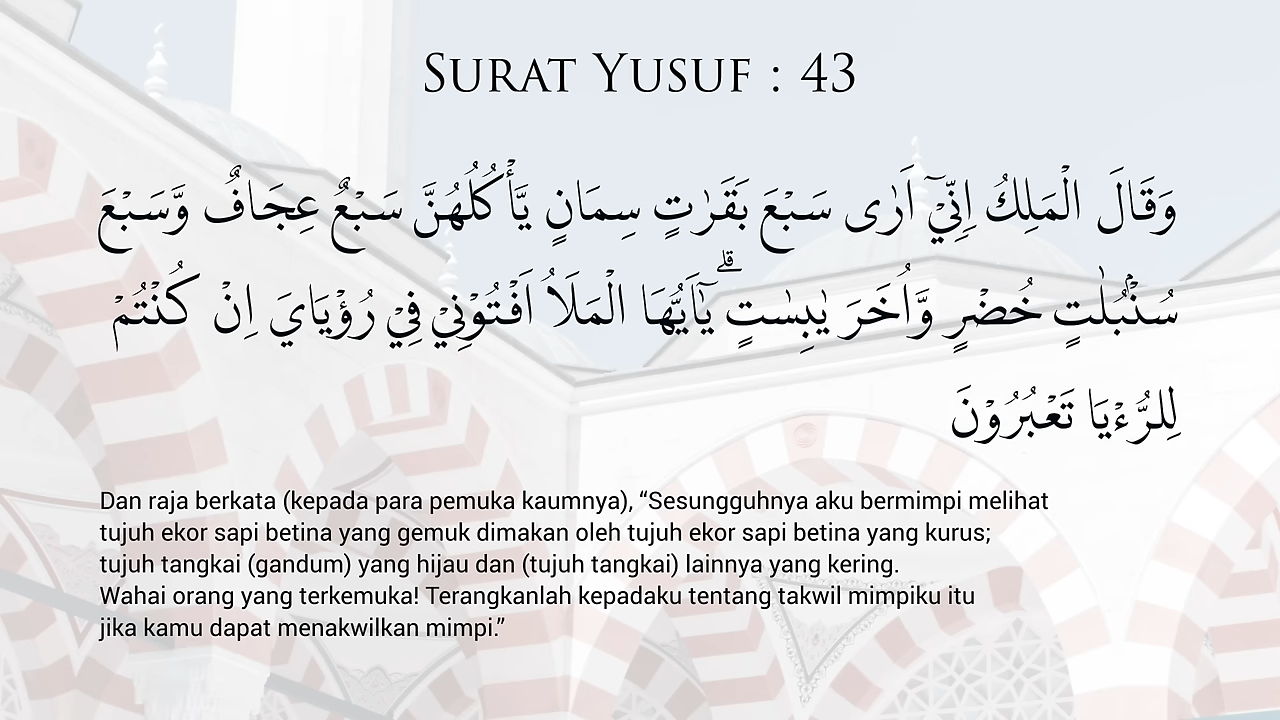 SURAT YUSUF : 43
وَقَالَ الْمَلِكُ اِنِّيْٓ اَرٰى سَبْعَ بَقَرٰتٍ سِمَانٍ يَّأْكُلُهُنَّ سَبْعٌ عِجَافٌ وَّسَبْعَ
سُنْۢبُلٰتٍ خُضْرٍ وَّاُخَرَ يٰبِسٰتٍۗ يٰٓاَيُّهَا الْمَلَاُ اَفْتُوْنِيْ فِيْ رُؤْيَايَ اِنْ كُنْتُمْ
لِلرُّءْيَا تَعْبُرُوْنَ
Dan raja berkata (kepada para pemuka kaumnya), “Sesungguhnya aku bermimpi melihat
tujuh ekor sapi betina yang gemuk dimakan oleh tujuh ekor sapi betina yang kurus;
tujuh tangkai (gandum) yang hijau dan (tujuh tangkai) lainnya yang kering.
Wahai orang yang terkemuka! Terangkanlah kepadaku tentang takwil mimpiku itu
jika kamu dapat menakwilkan mimpi.”